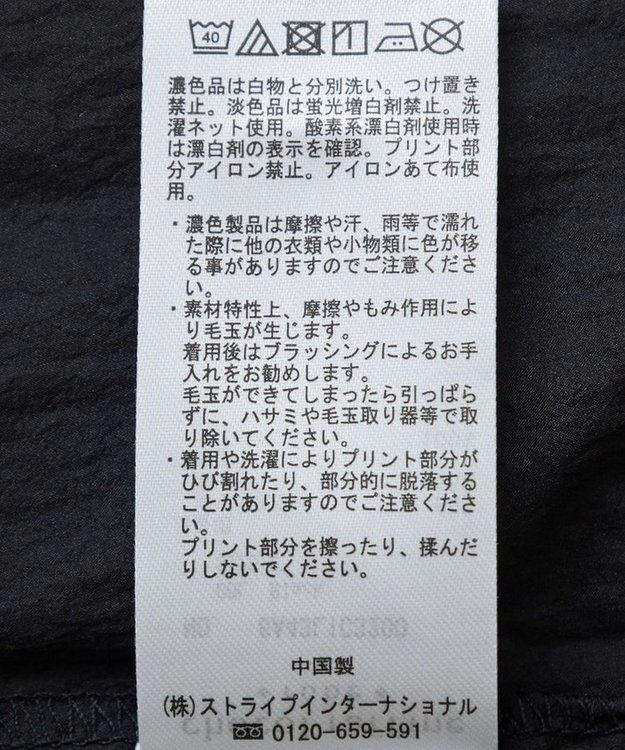 40
濃色品は白物と分別洗い。つけ置き
禁止。淡色品は蛍光増白剤禁止。洗
濯ネット使用。酸素系漂白剤使用時
は漂白剤の表示を確認。プリント部
分アイロン禁止。アイロンあて布使
用。
・濃色製品は摩擦や汗、雨等で濡れ
た際に他の衣類や小物類に色が移
る事がありますのでご注意くださ
い。
・素材特性上、摩擦やもみ作用によ
り毛玉が生じます。
着用後はブラッシングによるお手
入れをお勧めします。
毛玉ができてしまったら引っぱら
ずに、ハサミや毛玉取り器等で取
り除いてください。
・着用や洗濯によりプリント部分が
ひび割れたり、部分的に脱落する
ことがありますのでご注意くださ
い。
プリント部分を擦ったり、揉んだ
りしないでください。
中国製
(株)ストライプインターナショナル
0120-659-591